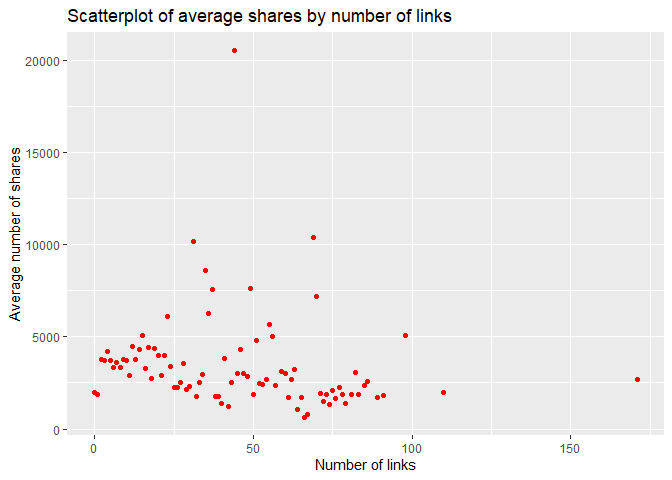 Scatterplot of average shares by number of links
20000
15000
10000
5000
0
Average number of shares
0 50 100 150
Number of links